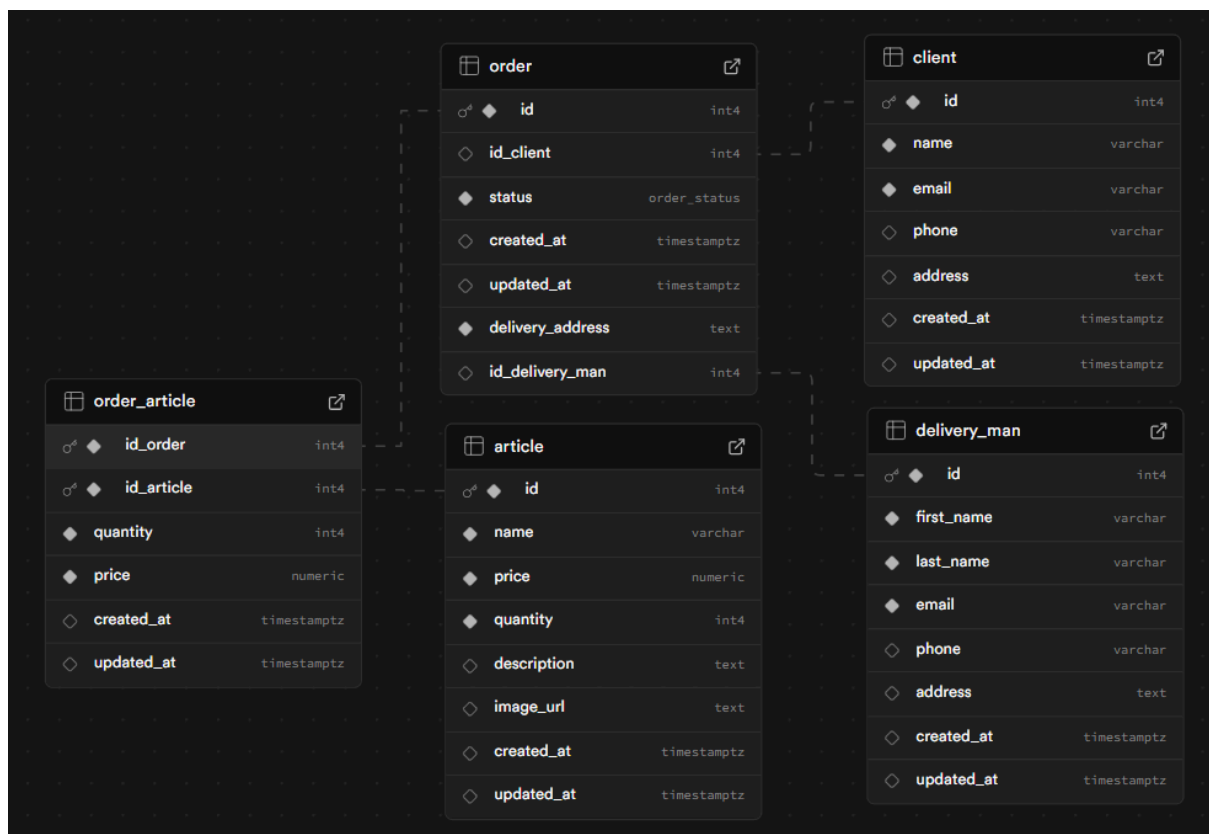 order
id int4
id_client int4
status order_status
created_at timestamptz
updated_at timestamptz
delivery_address text
id_delivery_man int4
client
id int4
name varchar
email varchar
phone varchar
address text
created_at timestamptz
updated_at timestamptz
order_article
id_order int4
id_article int4
quantity int4
price numeric
created_at timestamptz
updated_at timestamptz
article
id int4
name varchar
price numeric
quantity int4
description text
image_url text
created_at timestamptz
updated_at timestamptz
delivery_man
id int4
first_name varchar
last_name varchar
email varchar
phone varchar
address text
created_at timestamptz
updated_at timestamptz